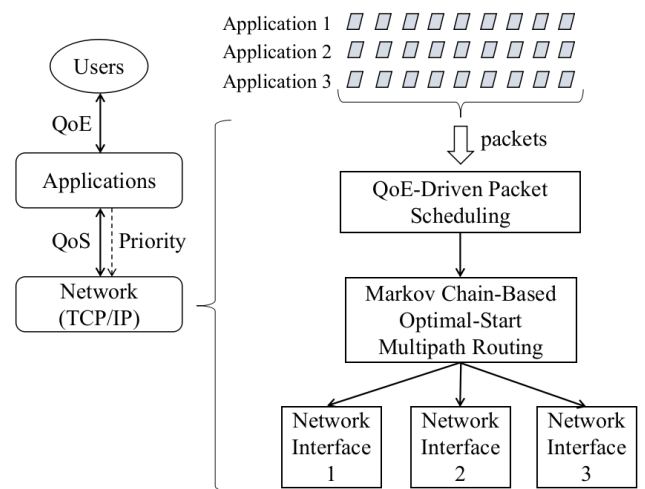 Users
QoE
Applications
QoS
Priority
Network
(TCP/IP)
Application 1
Application 2
Application 3
packets
QoE-Driven Packet
Scheduling
Markov Chain-Based
Optimal-Start
Multipath Routing
Network
Interface
1
Network
Interface
2
Network
Interface
3